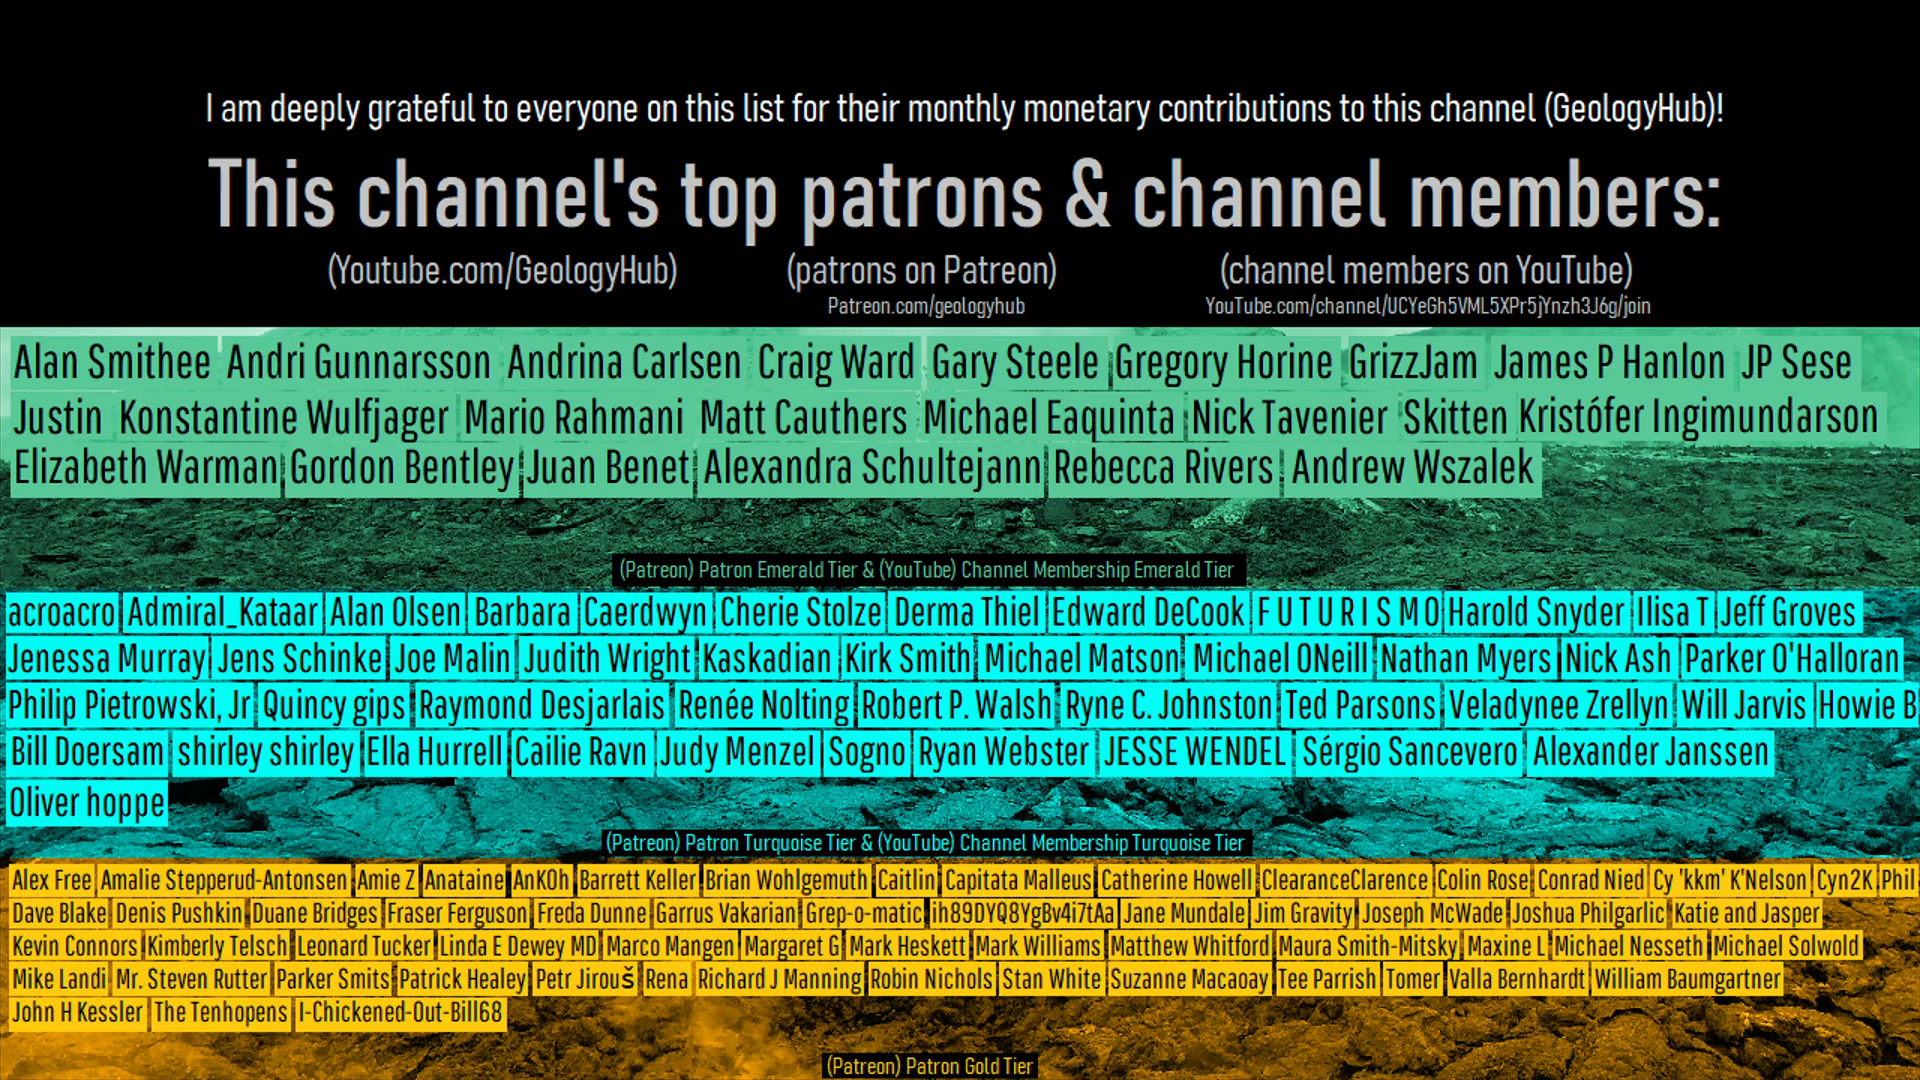 I am deeply grateful to everyone on this list for their monthly monetary contributions to this channel (GeologyHub)!
This channel's top patrons & channel members:
(Youtube.com/GeologyHub) (patrons on Patreon) (channel members on YouTube)
Patreon.com/geologyhub YouTube.com/channel/UCYeGh5VML5XPr5jYnzh3J6g/join
Alan Smithee Andri Gunnarsson Andrina Carlsen Craig Ward Gary Steele Gregory Horine GrizzJam James P Hanlon JP Sese
Justin Konstantine Wulfjager Mario Rahmani Matt Cauthers Michael Eaquinta Nick Tavenier Skitten Kristófer Ingimundarson
Elizabeth Warman Gordon Bentley Juan Benet Alexandra Schultejann Rebecca Rivers Andrew Wszalek
(Patreon) Patron Emerald Tier & (YouTube) Channel Membership Emerald Tier
acroacro Admiral_Kataar Alan Olsen Barbara Caerdwyn Cherie Stolze Derma Thiel Edward DeCook F U T U R I S M O Harold Snyder Ilisa T Jeff Groves
Jenessa Murray Jens Schinke Joe Malin Judith Wright Kaskadian Kirk Smith Michael Matson Michael ONeill Nathan Myers Nick Ash Parker O'Halloran
Philip Pietrowski, Jr Quincy gips Raymond Desjarlais Renée Nolting Robert P. Walsh Ryne C. Johnston Ted Parsons Veladynee Zrellyn Will Jarvis Howie B
Bill Doersam shirley shirley Ella Hurrell Cailie Ravn Judy Menzel Sogno Ryan Webster JESSE WENDEL Sérgio Sancevero Alexander Janssen
Oliver hoppe
(Patreon) Patron Turquoise Tier & (YouTube) Channel Membership Turquoise Tier
Alex Free Amalie Stepperud-Antonsen Amie Z Anataine AnKOh Barrett Keller Brian Wohlgemuth Caitlin Capitata Malleus Catherine Howell ClearanceClarence Colin Rose Conrad Nied Cy 'kkm' K'Nelson Cyn2K Phil
Dave Blake Denis Pushkin Duane Bridges Fraser Ferguson Freda Dunne Garrus Vakarian Grep-o-matic ih89DYQ8YgBv4i7tAa Jane Mundale Jim Gravity Joseph McWade Joshua Philgarlic Katie and Jasper
Kevin Connors Kimberly Telsch Leonard Tucker Linda E Dewey MD Marco Mangen Margaret G Mark Heskett Mark Williams Matthew Whitford Maura Smith-Mitsky Maxine L Michael Nesseth Michael Solwold
Mike Landi Mr. Steven Rutter Parker Smits Patrick Healey Petr Jirouš Rena Richard J Manning Robin Nichols Stan White Suzanne Macaoay Tee Parrish Tomer Valla Bernhardt William Baumgartner
John H Kessler The Tenhopens I-Chickened-Out-Bill68
(Patreon) Patron Gold Tier